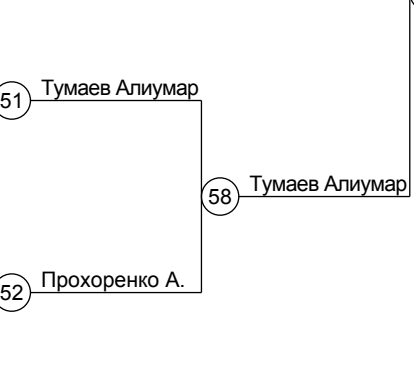 51 Тумаев Алиумар
58 Тумаев Алиумар
52 Прохоренко А.